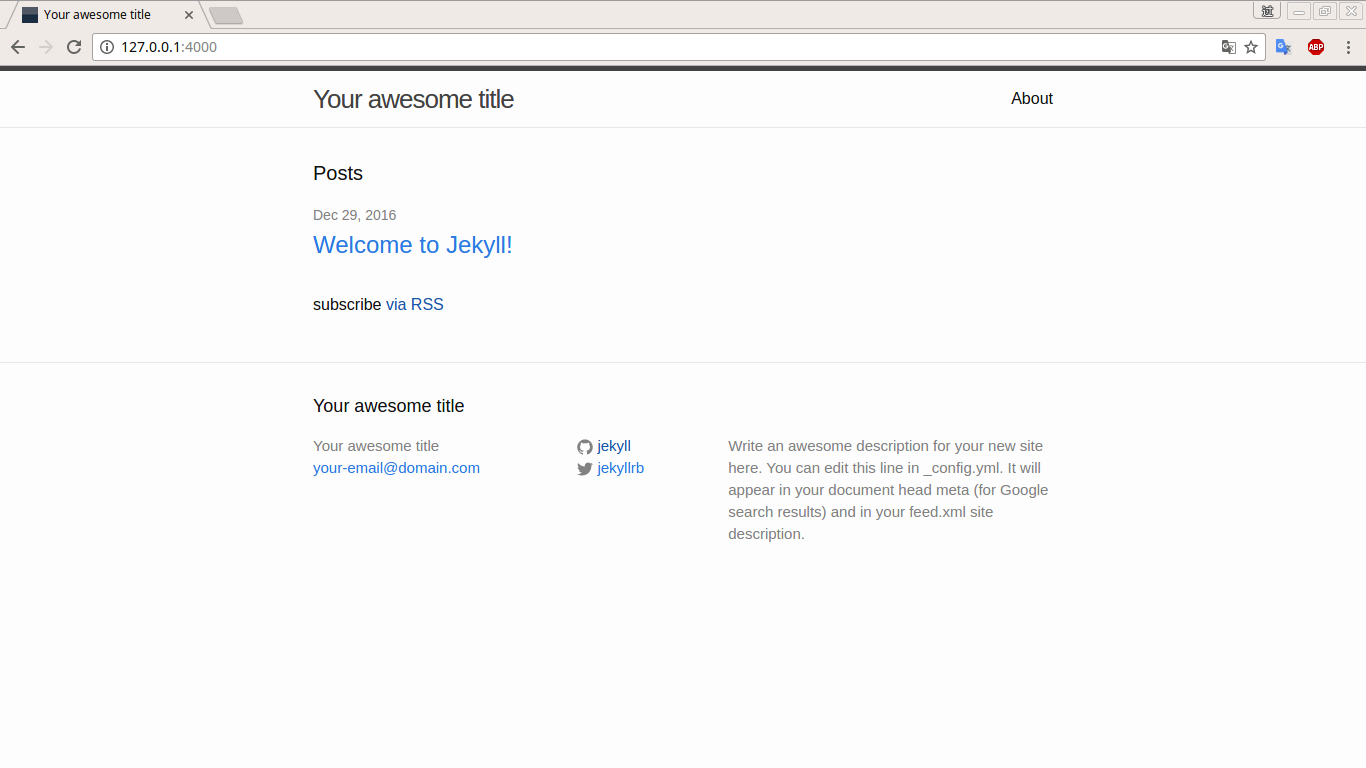 Your awesome title
127.0.0.1:4000
ABP
Your awesome title
About
Posts
Dec 29, 2016
Welcome to Jekyll!
subscribe via RSS
Your awesome title
Your awesome title
your-email@domain.com
jekyll
jekyllrb
Write an awesome description for your new site
here. You can edit this line in _config.yml. It will
appear in your document head meta (for Google
search results) and in your feed.xml site
description.